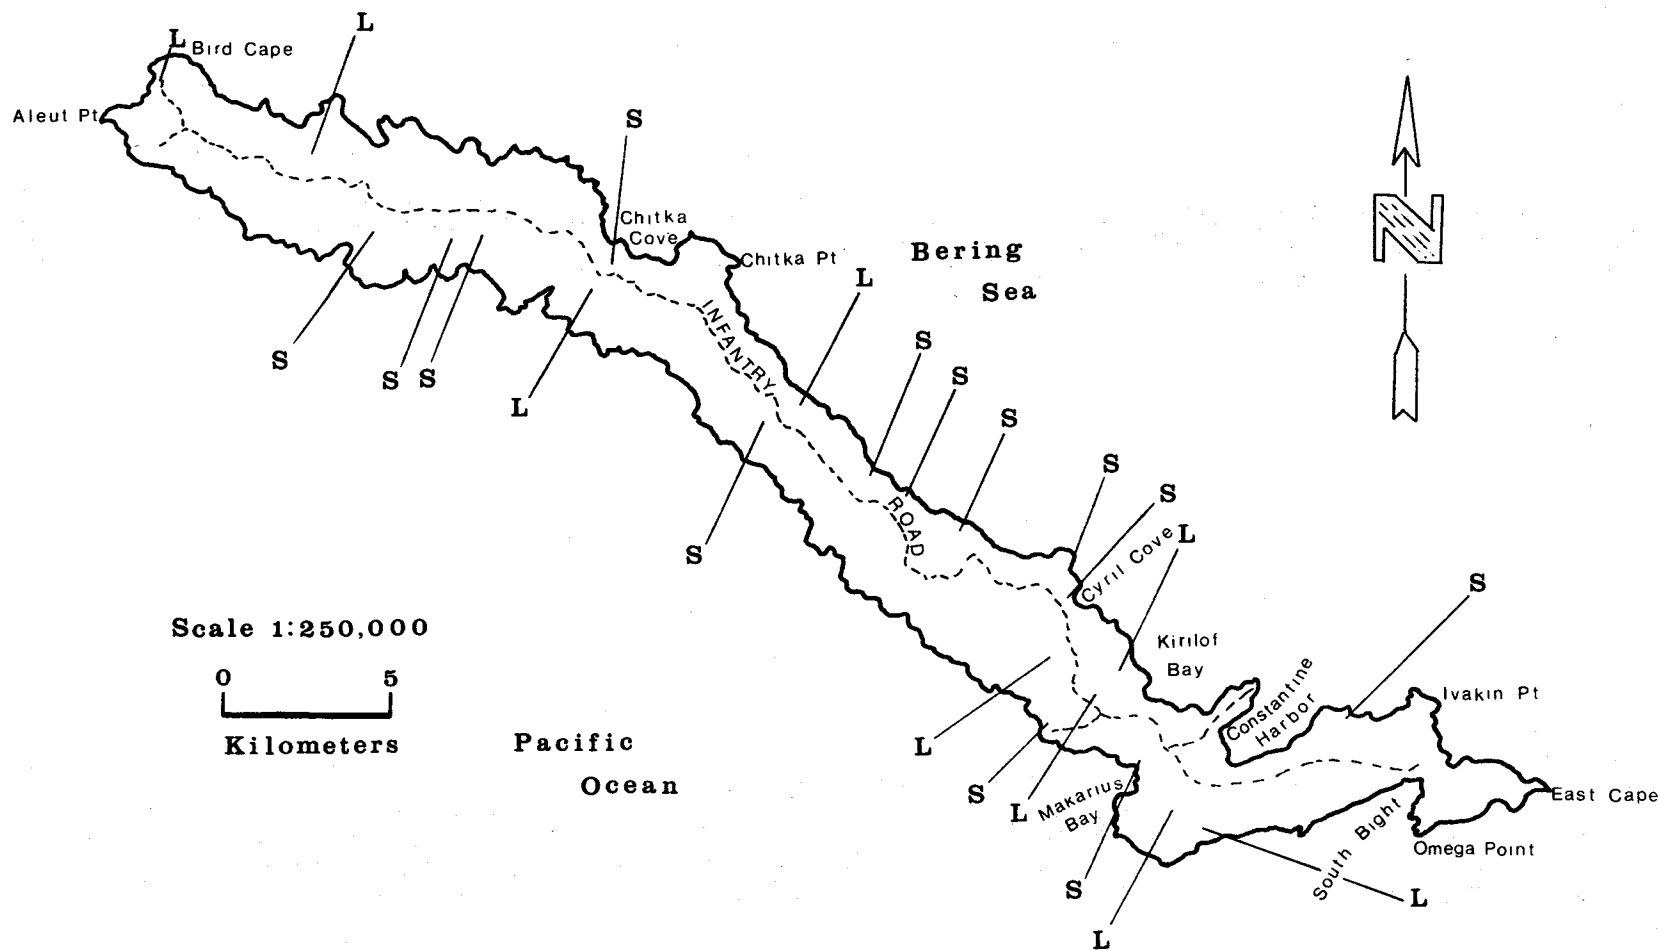 L
L
Bird Cape
Aleut Pt
S
Chitka
Cove
Chitka Pt
Bering
Sea
L
S
S
S
S
L
S
S
S
INFANTRY
ROAD
S
S
Cyril Cove
L
S
Scale 1:250,000
0 5
Kilometers
Pacific
Ocean
Kirilof
Bay
Constantine
Harbor
Ivakin Pt
L
S
L
Makarius
Bay
East Cape
Omega Point
South Bight
S
L
L
N